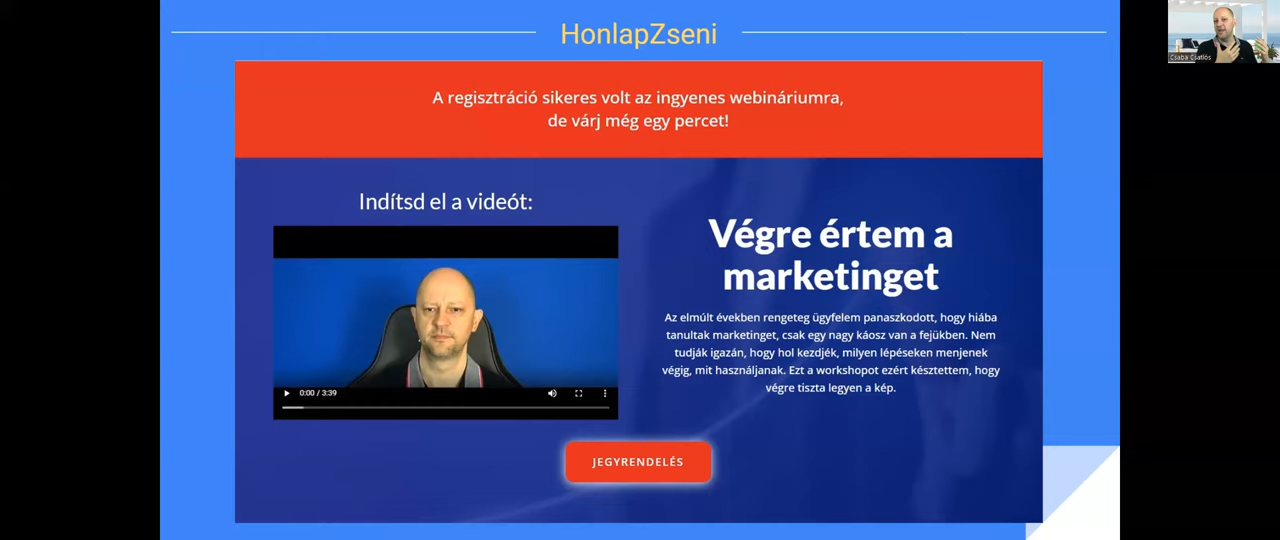 HonlapZseni
Csaba Csatlós
A regisztráció sikeres volt az ingyenes webináriumra,
de várj még egy percet!
Indítsd el a videót:
0:00 / 3:39
Végre értem a
marketinget
Az elmúlt években rengeteg ügyfelem panaszkodott, hogy hiába
tanultak marketinget, csak egy nagy káosz van a fejükben. Nem
tudják igazán, hogy hol kezdjék, milyen lépéseken menjenek
végig, mit használjanak. Ezt a workshopot ezért készítettem, hogy
végre tiszta legyen a kép.
JEGYRENDELÉS